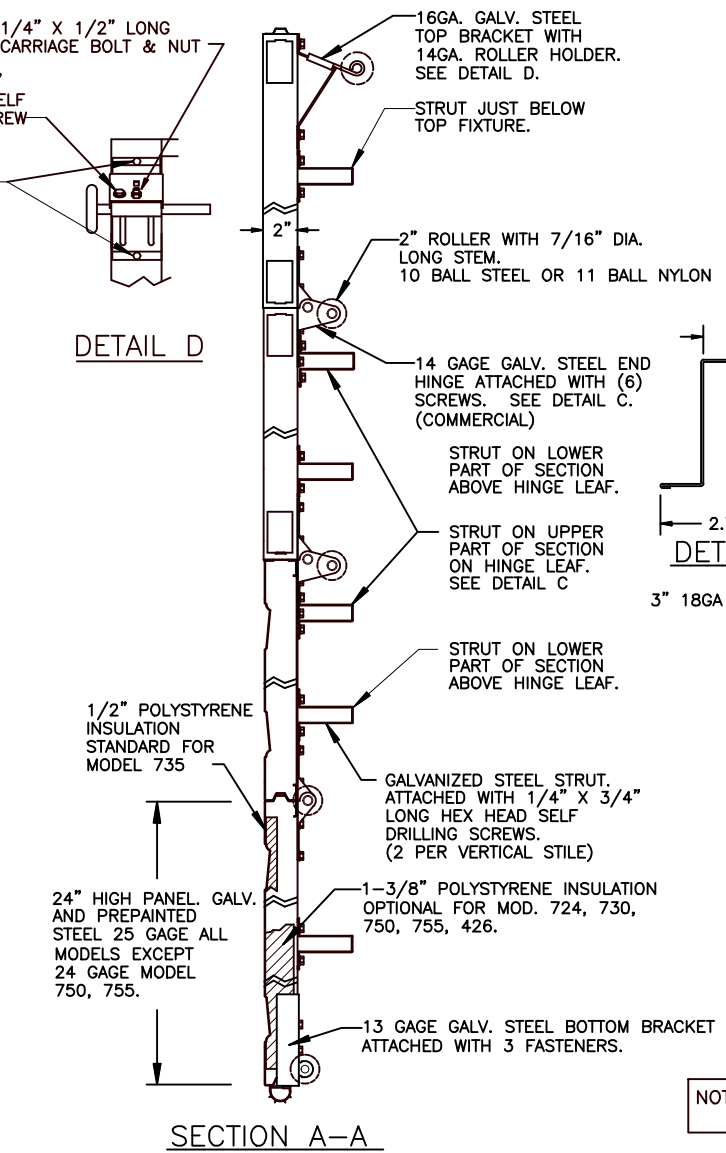 1/4" X 1/2" LONG
CARRIAGE BOLT & NUT
DETAIL D
16GA. GALV. STEEL
TOP BRACKET WITH
14GA. ROLLER HOLDER.
SEE DETAIL D.
STRUT JUST BELOW
TOP FIXTURE.
2"
2" ROLLER WITH 7/16" DIA.
LONG STEM.
10 BALL STEEL OR 11 BALL NYLON
14 GAGE GALV. STEEL END
HINGE ATTACHED WITH (6)
SCREWS. SEE DETAIL C.
(COMMERCIAL)
STRUT ON LOWER
PART OF SECTION
ABOVE HINGE LEAF.
STRUT ON UPPER
PART OF SECTION
ON HINGE LEAF.
SEE DETAIL C
STRUT ON LOWER
PART OF SECTION
ABOVE HINGE LEAF.
3" 18GA
1/2" POLYSTYRENE
INSULATION
STANDARD FOR
MODEL 735
GALVANIZED STEEL STRUT.
ATTACHED WITH 1/4" X 3/4"
LONG HEX HEAD SELF
DRILLING SCREWS.
(2 PER VERTICAL STILE)
24" HIGH PANEL. GALV.
AND PREPAINTED
STEEL 25 GAGE ALL
MODELS EXCEPT
24 GAGE MODEL
750, 755.
1-3/8" POLYSTYRENE INSULATION
OPTIONAL FOR MOD. 724, 730,
750, 755, 426.
13 GAGE GALV. STEEL BOTTOM BRACKET
ATTACHED WITH 3 FASTENERS.
SECTION A-A